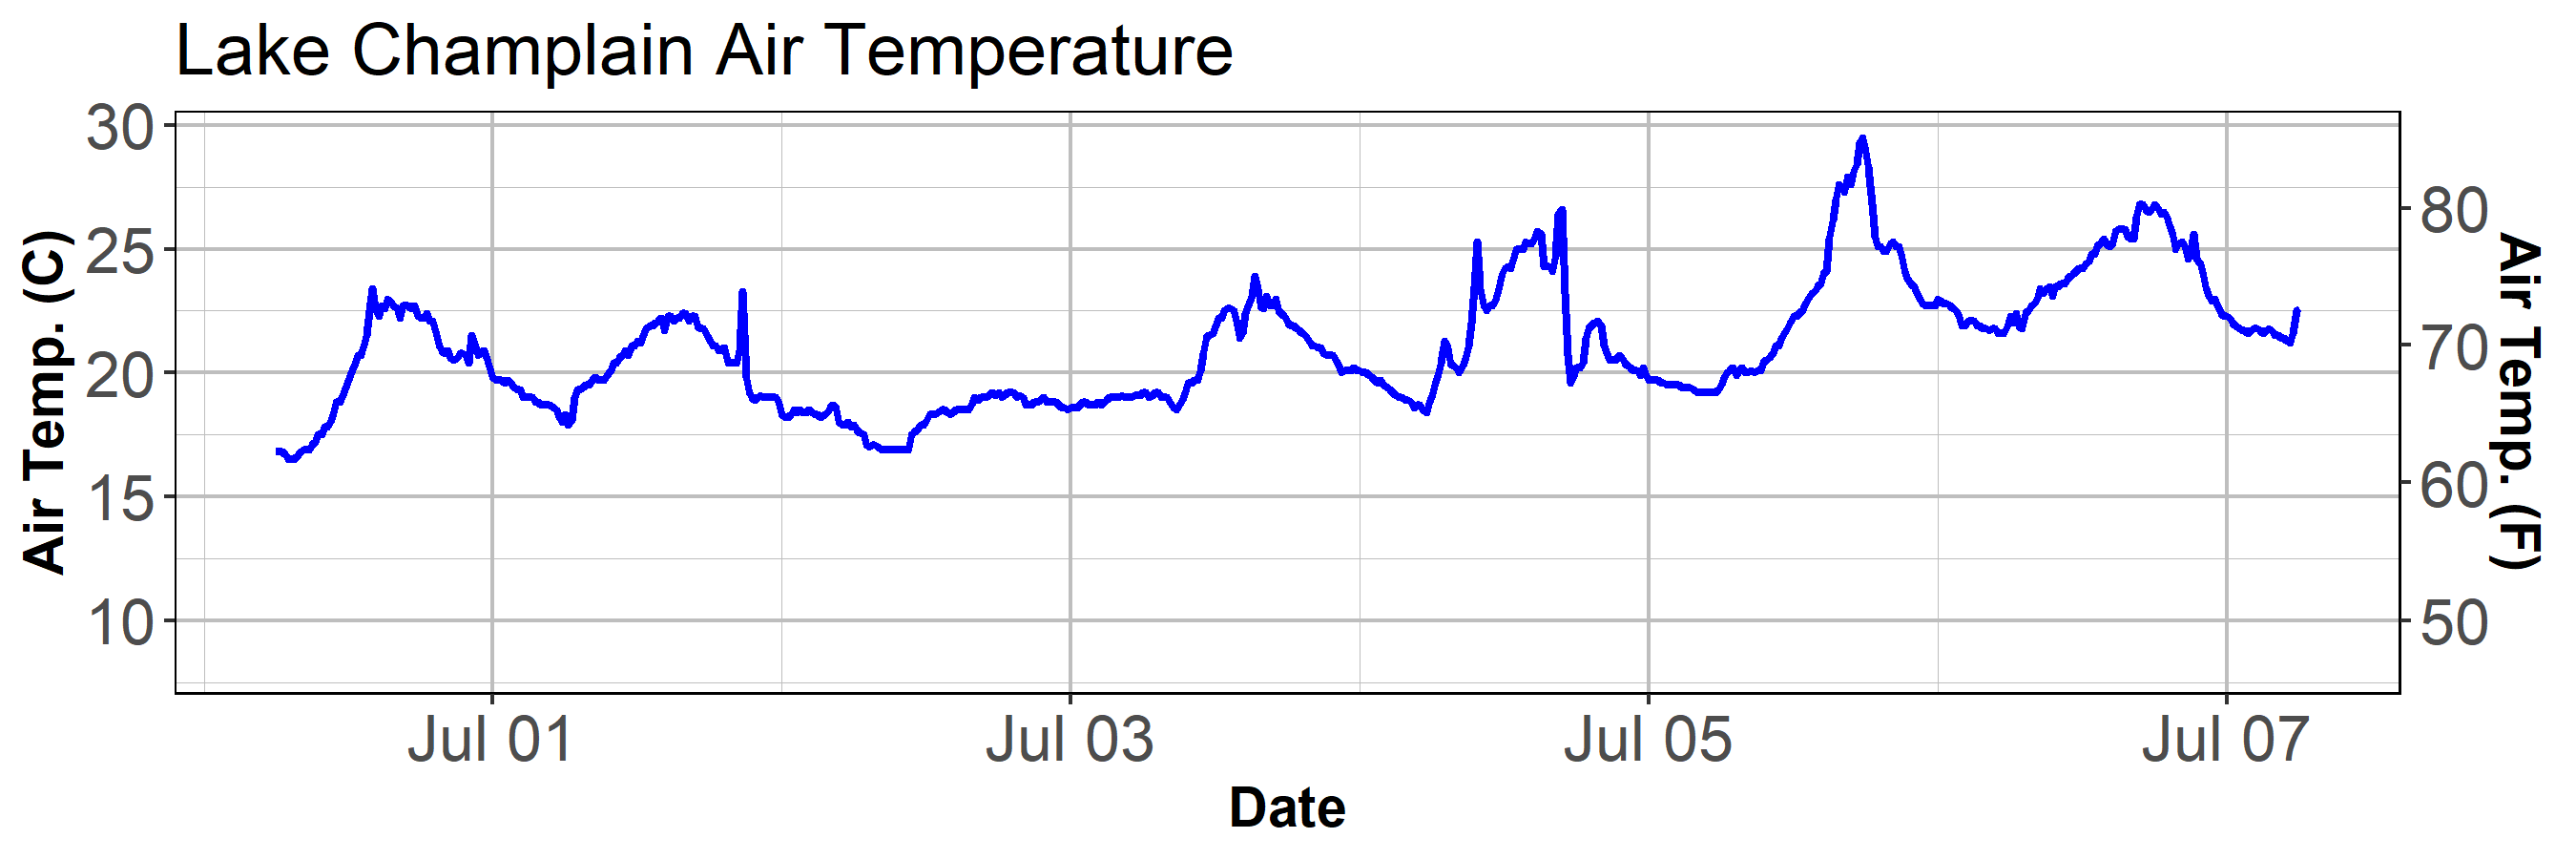 Lake Champlain Air Temperature
30
25
20
15
10
Air Temp. (C)
80
70
60
50
Air Temp. (F)
Jul 01 Jul 03 Jul 05 Jul 07
Date